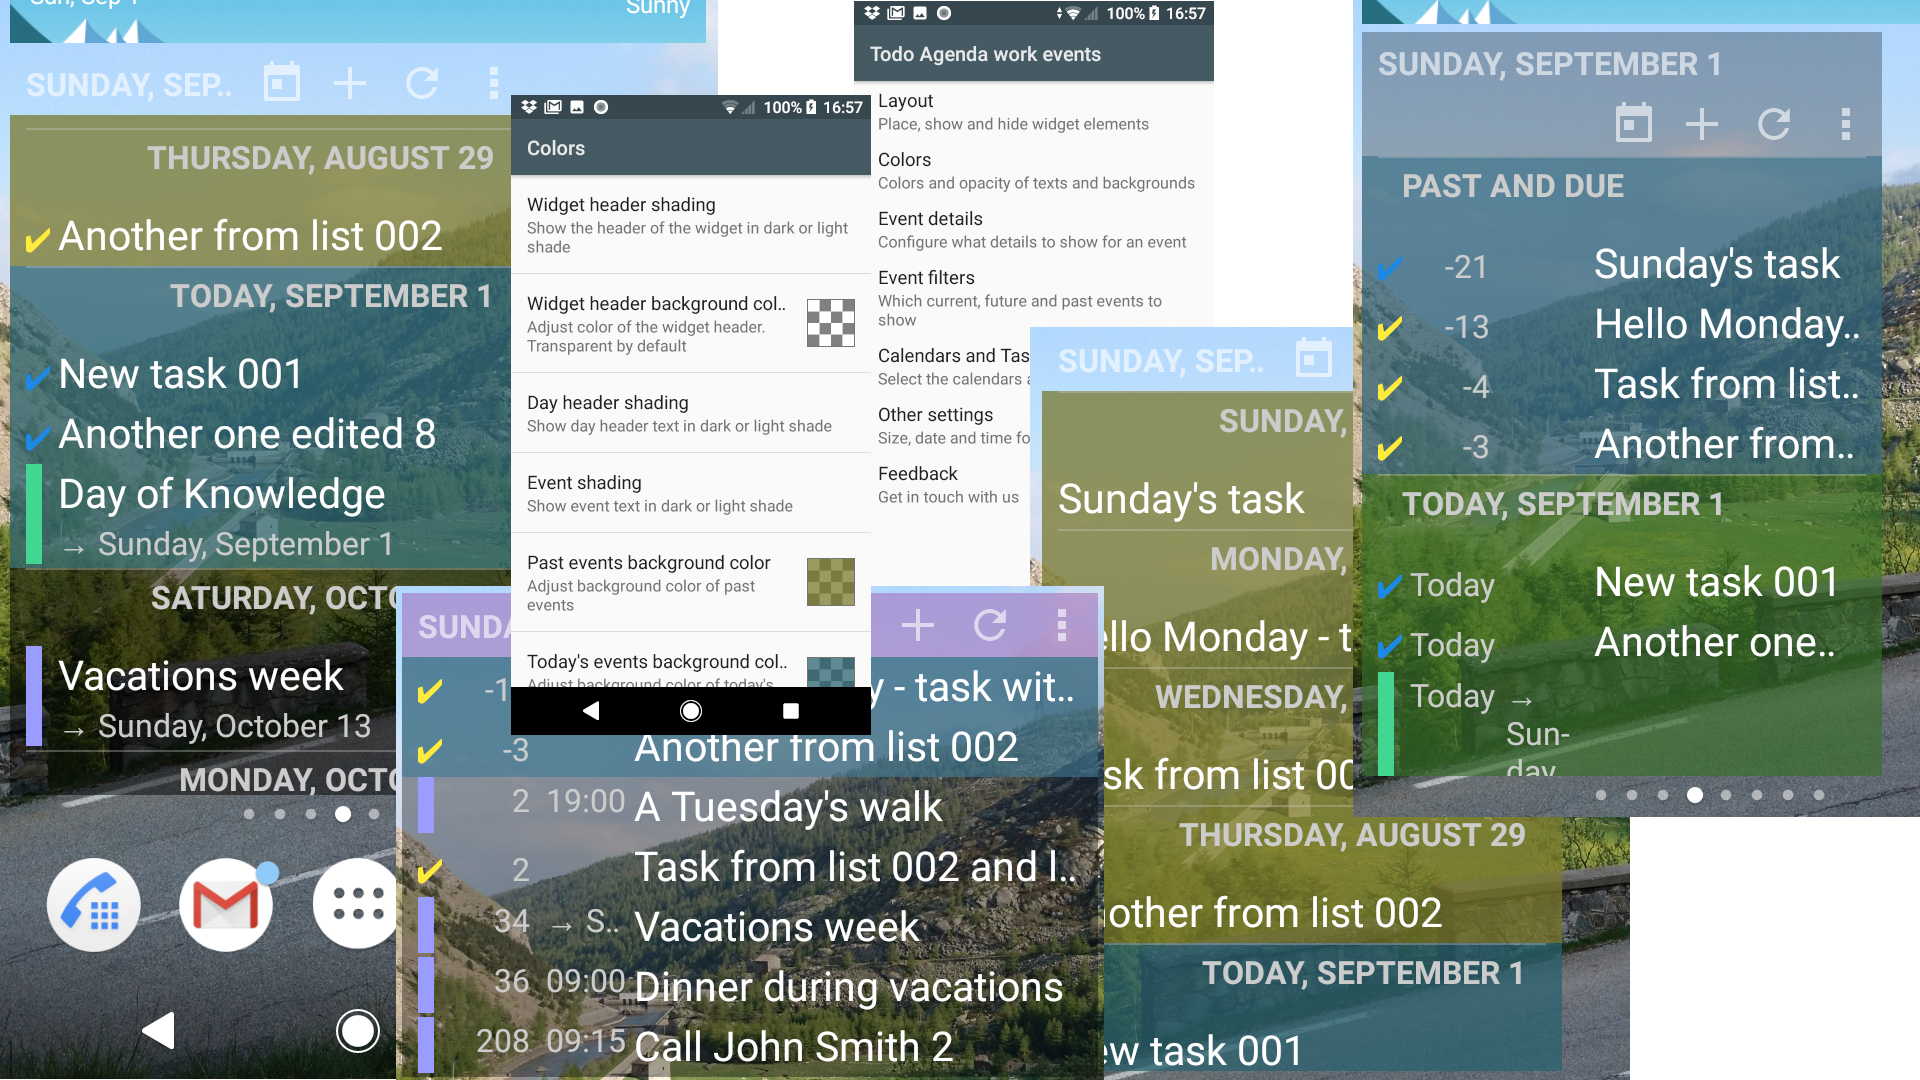 Sunny
SUNDAY, SEP..
THURSDAY, AUGUST 29
Another from list 002
TODAY, SEPTEMBER 1
New task 001
Another one edited 8
Day of Knowledge
→ Sunday, September 1
SATURDAY, OCTO
Vacations week
→ Sunday, October 13
MONDAY, OCTO
100% 16:57
Colors
Widget header shading
Show the header of the widget in dark or light
shade
Widget header background col..
Adjust color of the widget header.
Transparent by default
Day header shading
Show day header text in dark or light shade
Event shading
Show event text in dark or light shade
Past events background color
Adjust background color of past
events
Today's events background col..
Adjust background color of today's
100% 16:57
Todo Agenda work events
Layout
Place, show and hide widget elements
Colors
Colors and opacity of texts and backgrounds
Event details
Configure what details to show for an event
Event filters
Which current, future and past events to
show
Calendars and Tas
Select the calendars
Other settings
Size, date and time fo
Feedback
Get in touch with us
SUNDA
-1 y - task wit..
-3 Another from list 002
2 19:00 A Tuesday's walk
2 Task from list 002 and l..
34 → S.. Vacations week
36 09:00 Dinner during vacations
208 09:15 Call John Smith 2
SUNDAY, SEP..
SUNDAY,
Sunday's task
MONDAY,
ello Monday - t
WEDNESDAY,
sk from list 00
THURSDAY, AUGUST 29
other from list 002
TODAY, SEPTEMBER 1
ew task 001
SUNDAY, SEPTEMBER 1
PAST AND DUE
-21 Sunday's task
-13 Hello Monday..
-4 Task from list..
-3 Another from..
TODAY, SEPTEMBER 1
Today New task 001
Today Another one..
Today →
Sun-
day